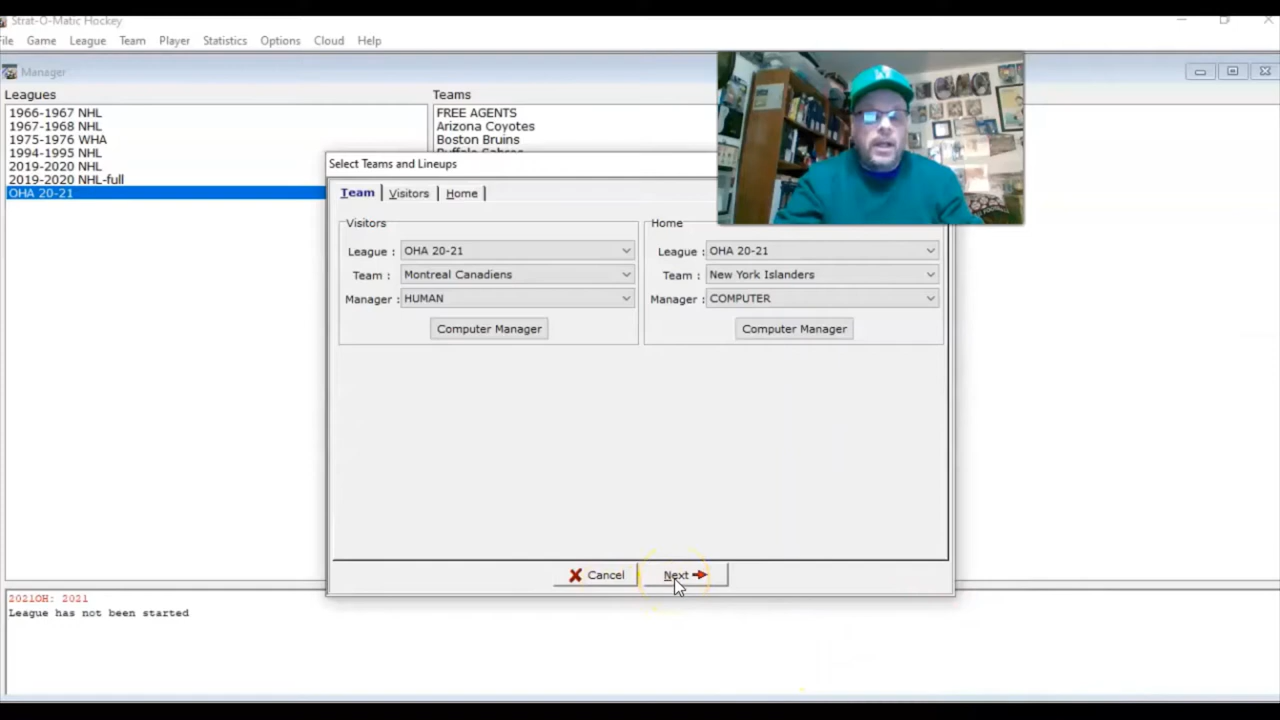 Strat-O-Matic Hockey
File Game League Team Player Statistics Options Cloud Help
Manager
Leagues
1966-1967 NHL
1967-1968 NHL
1975-1976 WHA
1994-1995 NHL
2019-2020 NHL
2019-2020 NHL-full
OHA 20-21
Teams
FREE AGENTS
Arizona Coyotes
Boston Bruins
Buffalo Sabres
Select Teams and Lineups
Team Visitors Home
Visitors
League : OHA 20-21
Team : Montreal Canadiens
Manager : HUMAN
Computer Manager
Home
League : OHA 20-21
Team : New York Islanders
Manager : COMPUTER
Computer Manager
Cancel Next
2021OH: 2021
League has not been started